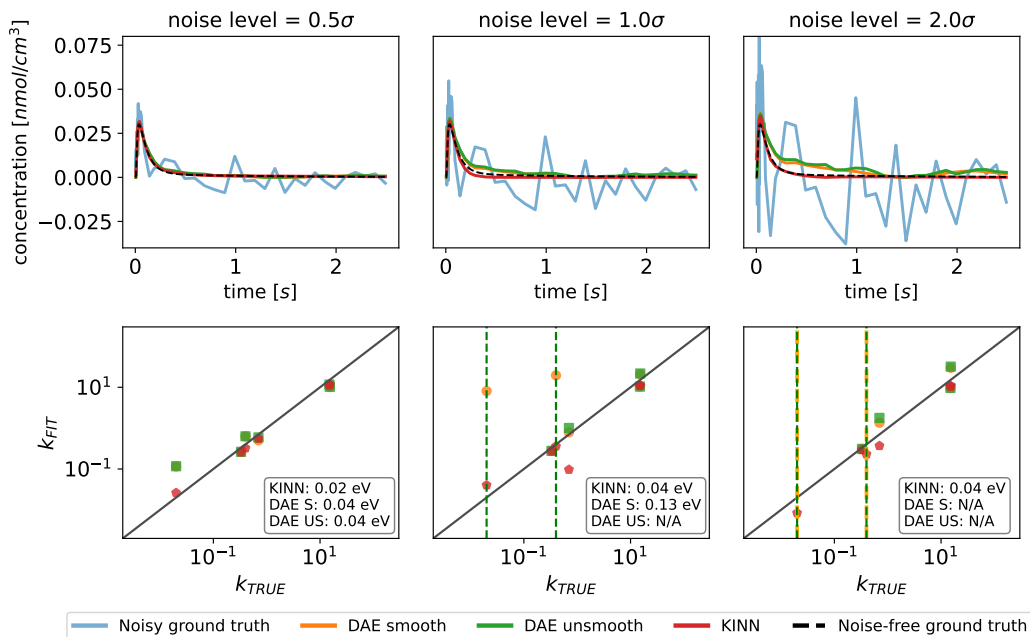 noise level = 0.5σ
noise level = 1.0σ
noise level = 2.0σ
concentration [nmol/cm³]
0.075
0.050
0.025
0.000
−0.025
0 1 2
0 1 2
0 1 2
time [s]
time [s]
time [s]
k_FIT
10¹
10⁻¹
KINN: 0.02 eV
DAE S: 0.04 eV
DAE US: 0.04 eV
KINN: 0.04 eV
DAE S: 0.13 eV
DAE US: N/A
KINN: 0.04 eV
DAE S: N/A
DAE US: N/A
10⁻¹ 10¹
10⁻¹ 10¹
10⁻¹ 10¹
k_TRUE
k_TRUE
k_TRUE
Noisy ground truth DAE smooth DAE unsmooth KINN Noise-free ground truth